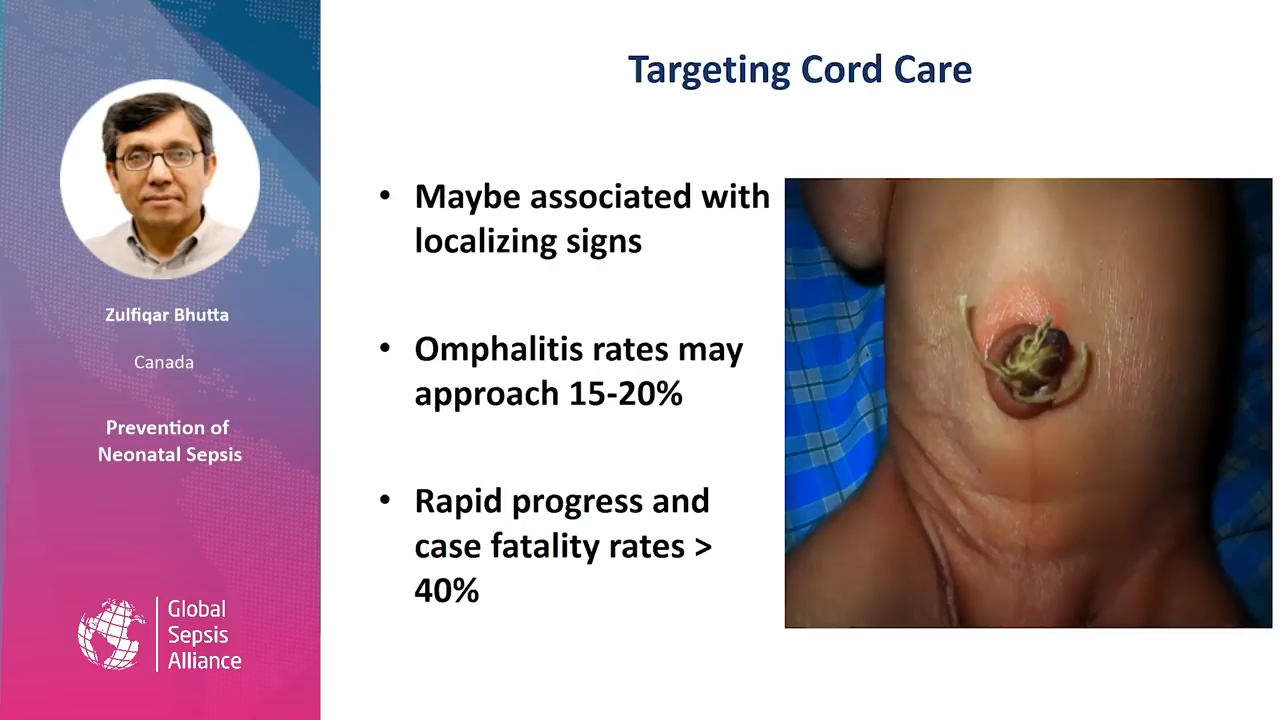 Targeting Cord Care
Zulfiqar Bhutta
Canada
Prevention of
Neonatal Sepsis
Global
Sepsis
Alliance
• Maybe associated with
localizing signs
• Omphalitis rates may
approach 15-20%
• Rapid progress and
case fatality rates >
40%